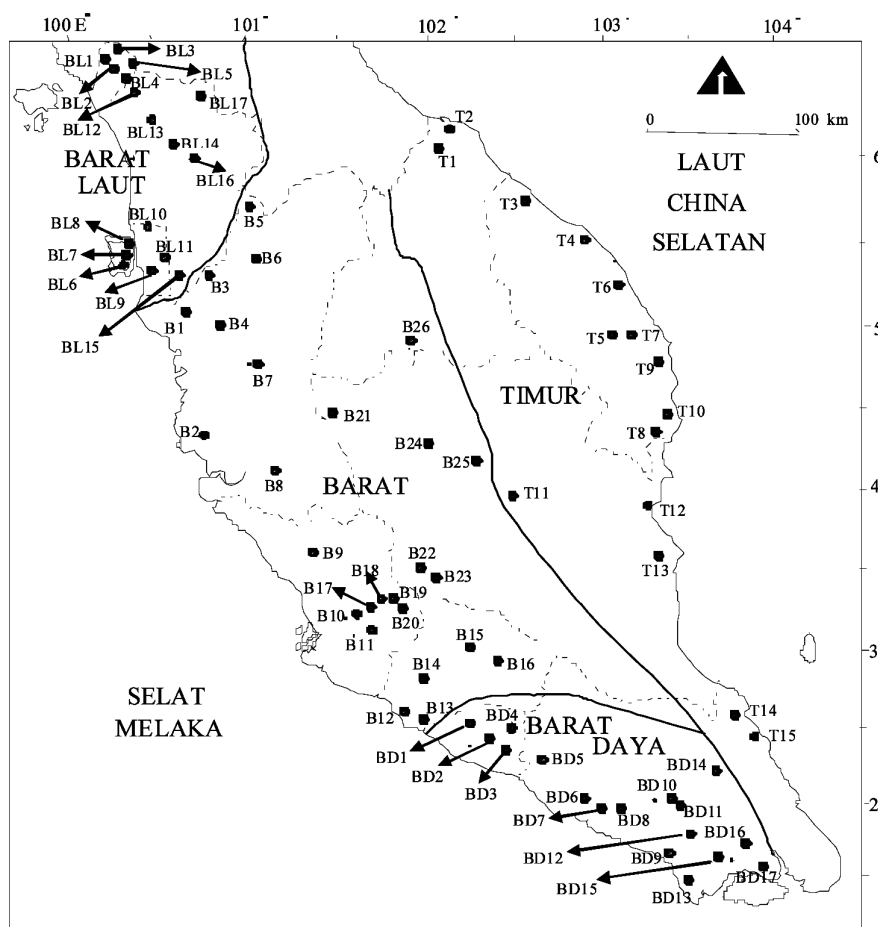 100 E° 101° 102° 103° 104°
BL3
BL1
BL5
BL4
BL2
BL17
BL12
BL13
BL14
BL16
BARAT
LAUT
T2
T1
0 100 km
LAUT
CHINA
SELATAN
6
T3
T4
B5
BL10
BL8
BL7
BL11
BL6
BL9
B3
B6
BL15
T6
B1
B4
B26
T5
T7
5
B7
T9
B21
TIMUR
T10
T8
B2
B24
B25
B8
BARAT
T11
4
T12
B9
B22
B18
B23
T13
B17
B19
B10
B20
B11
B15
3
B14
B16
SELAT
MELAKA
B12
B13
BD4
BARAT
DAYA
T14
T15
BD1
BD2
BD3
BD5
BD14
BD6
BD10
2
BD7
BD8
BD11
BD16
BD12
BD9
BD15
BD13
BD17